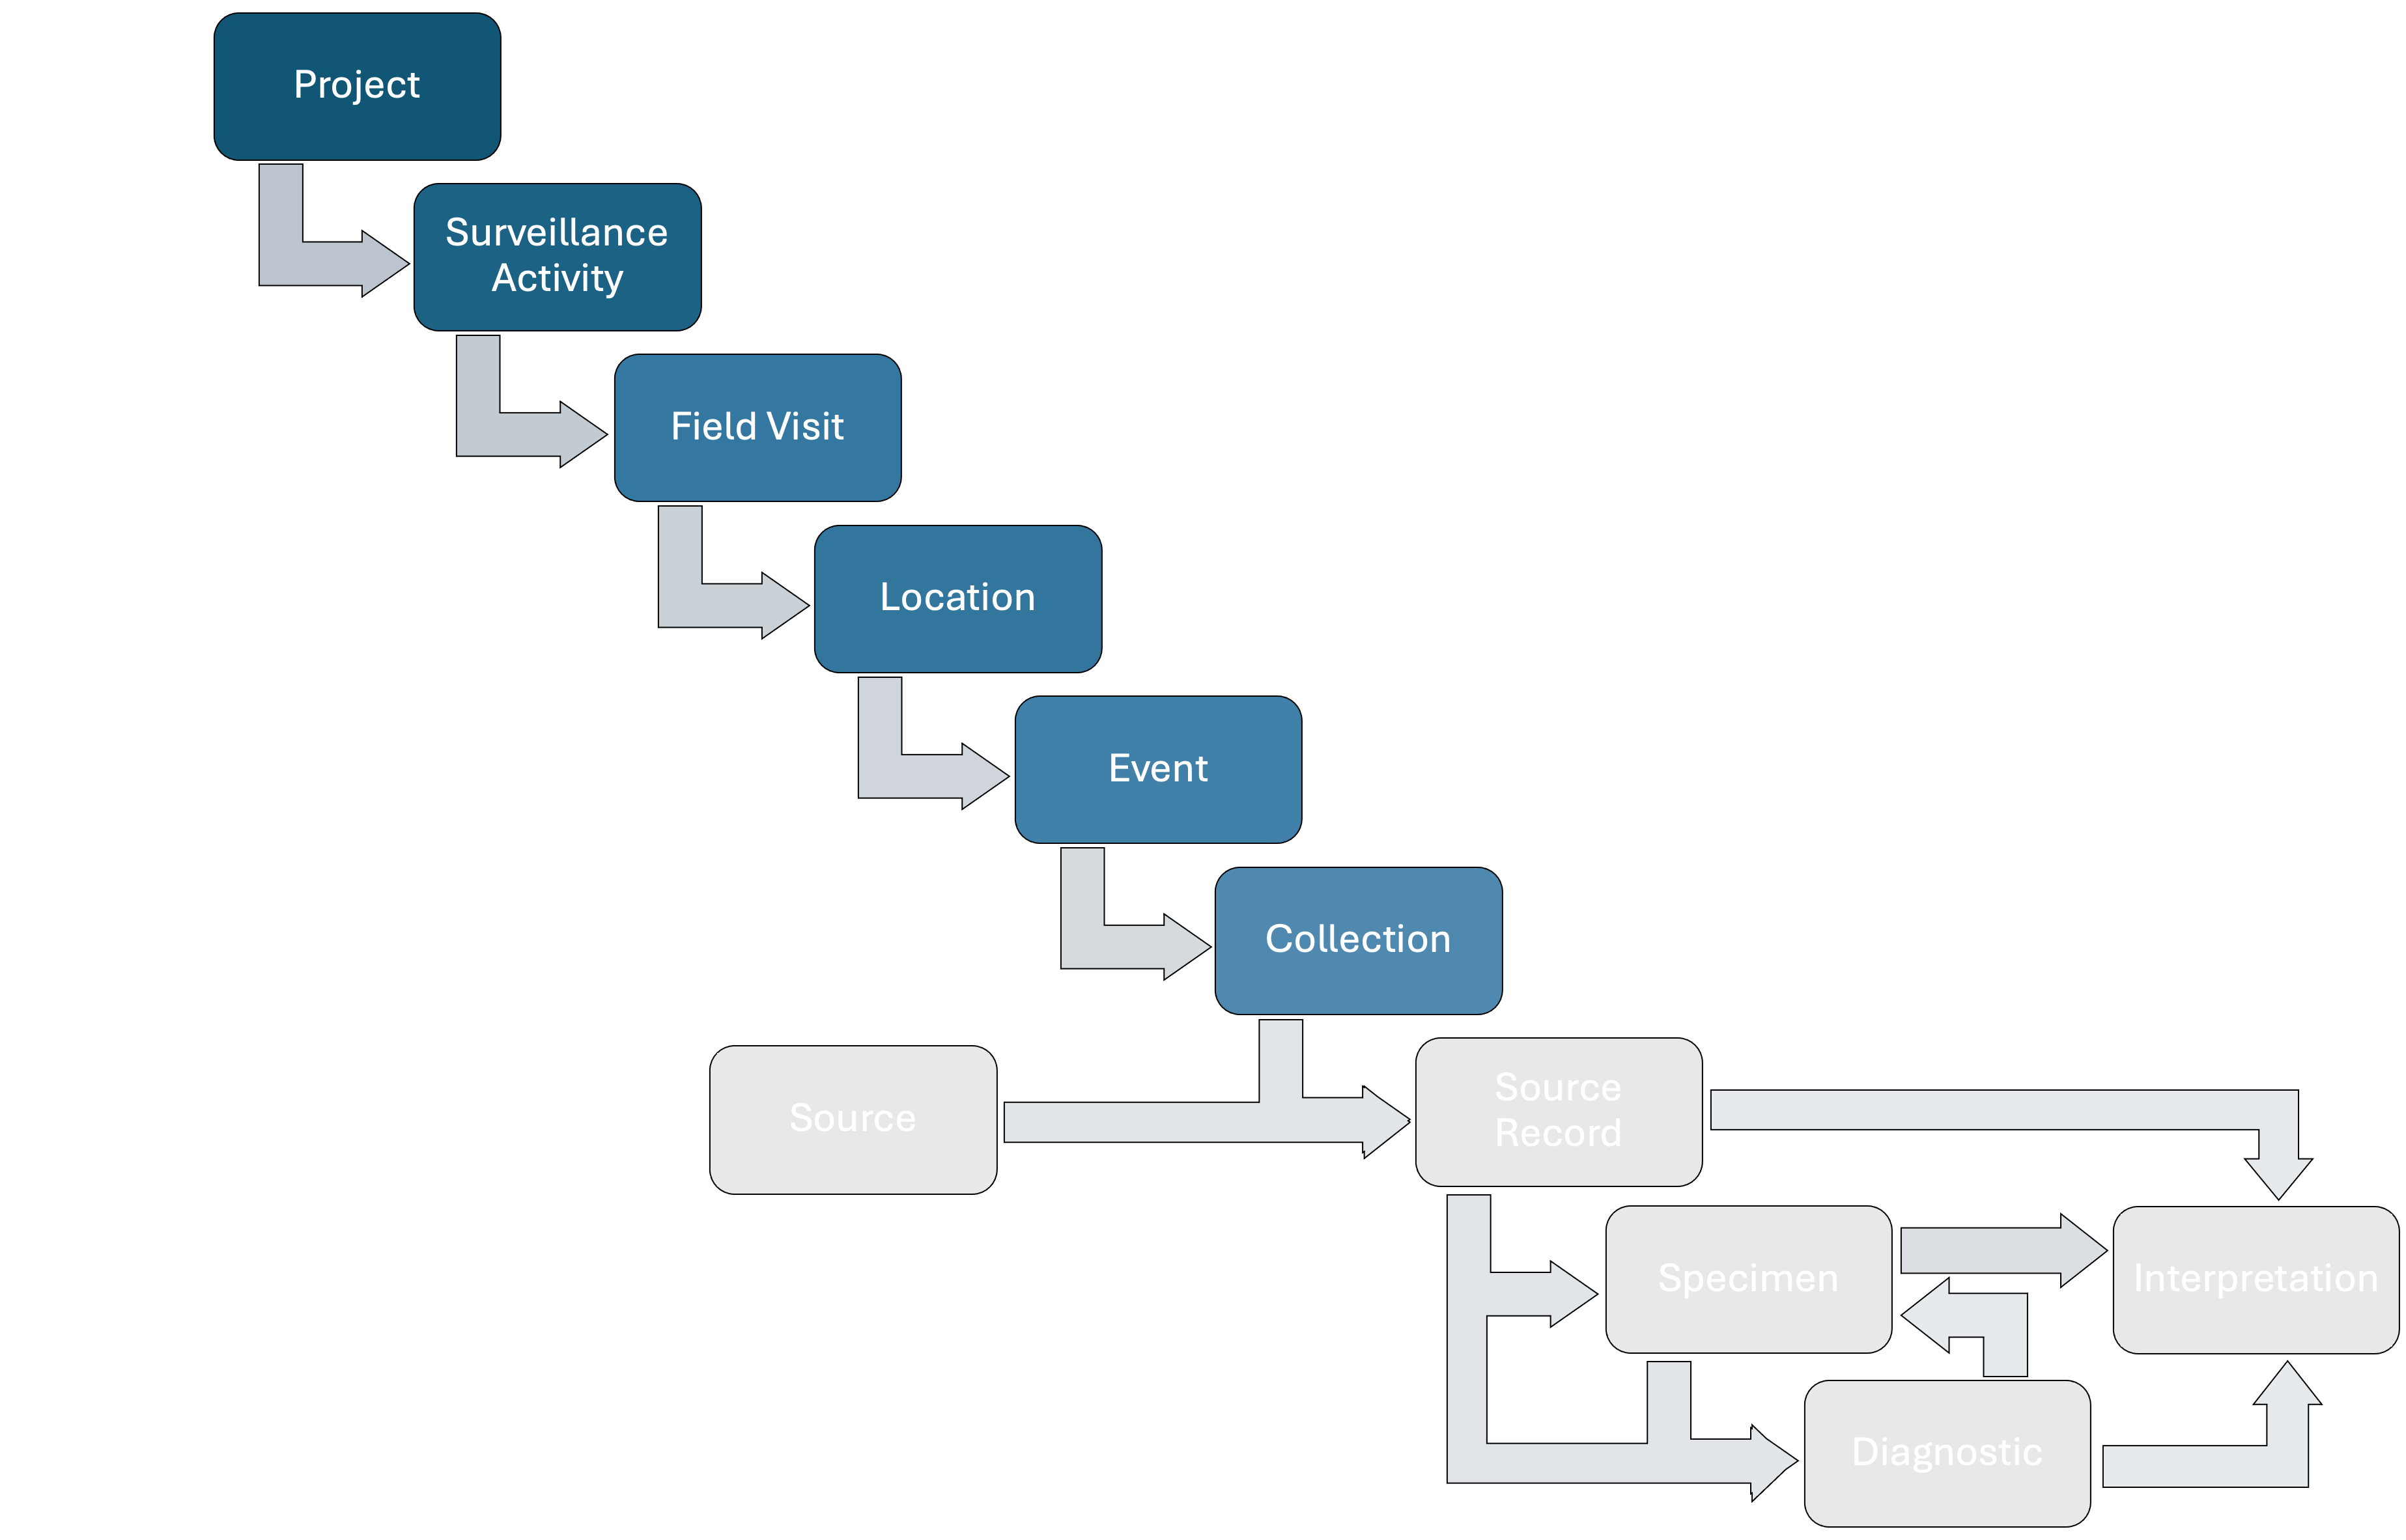 Project
Surveillance
Activity
Field Visit
Location
Event
Collection
Source
Source
Record
Specimen
Interpretation
Diagnostic